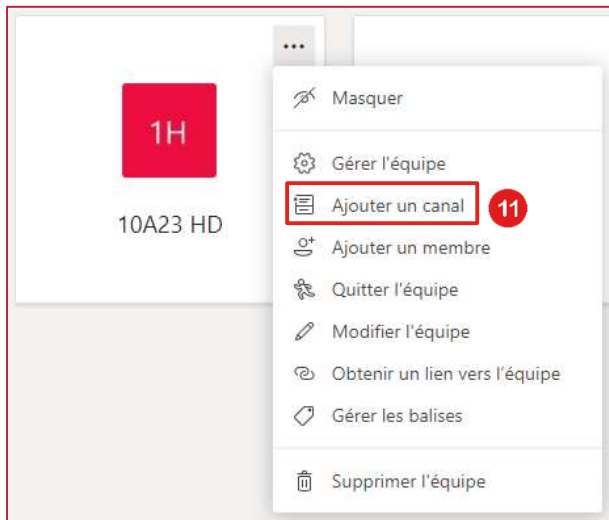 ...
1H
10A23 HD
Masquer
Gérer l'équipe
Ajouter un canal
11
Ajouter un membre
Quitter l'équipe
Modifier l'équipe
Obtenir un lien vers l'équipe
Gérer les balises
Supprimer l'équipe